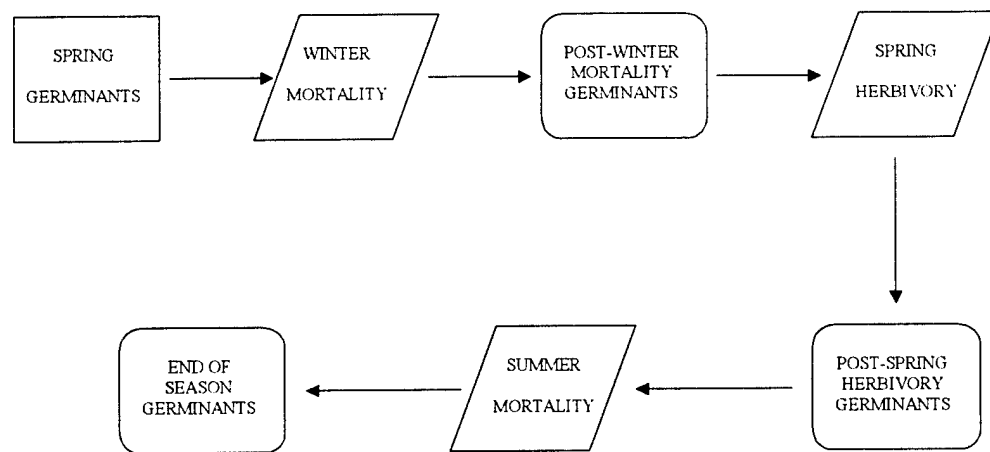 SPRING
GERMINANTS
WINTER
MORTALITY
POST-WINTER
MORTALITY
GERMINANTS
SPRING
HERBIVORY
POST-SPRING
HERBIVORY
GERMINANTS
SUMMER
MORTALITY
END OF
SEASON
GERMINANTS